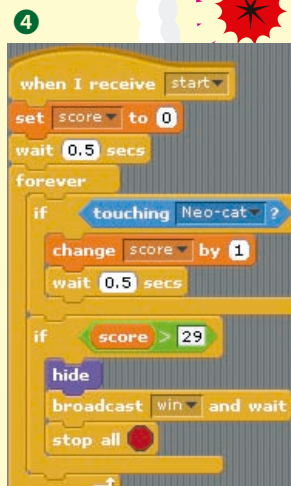 4
when I receive start
set score to 0
wait 0.5 secs
forever
if touching Neo-cat ?
change score by 1
wait 0.5 secs
if score > 29
hide
broadcast win and wait
stop all